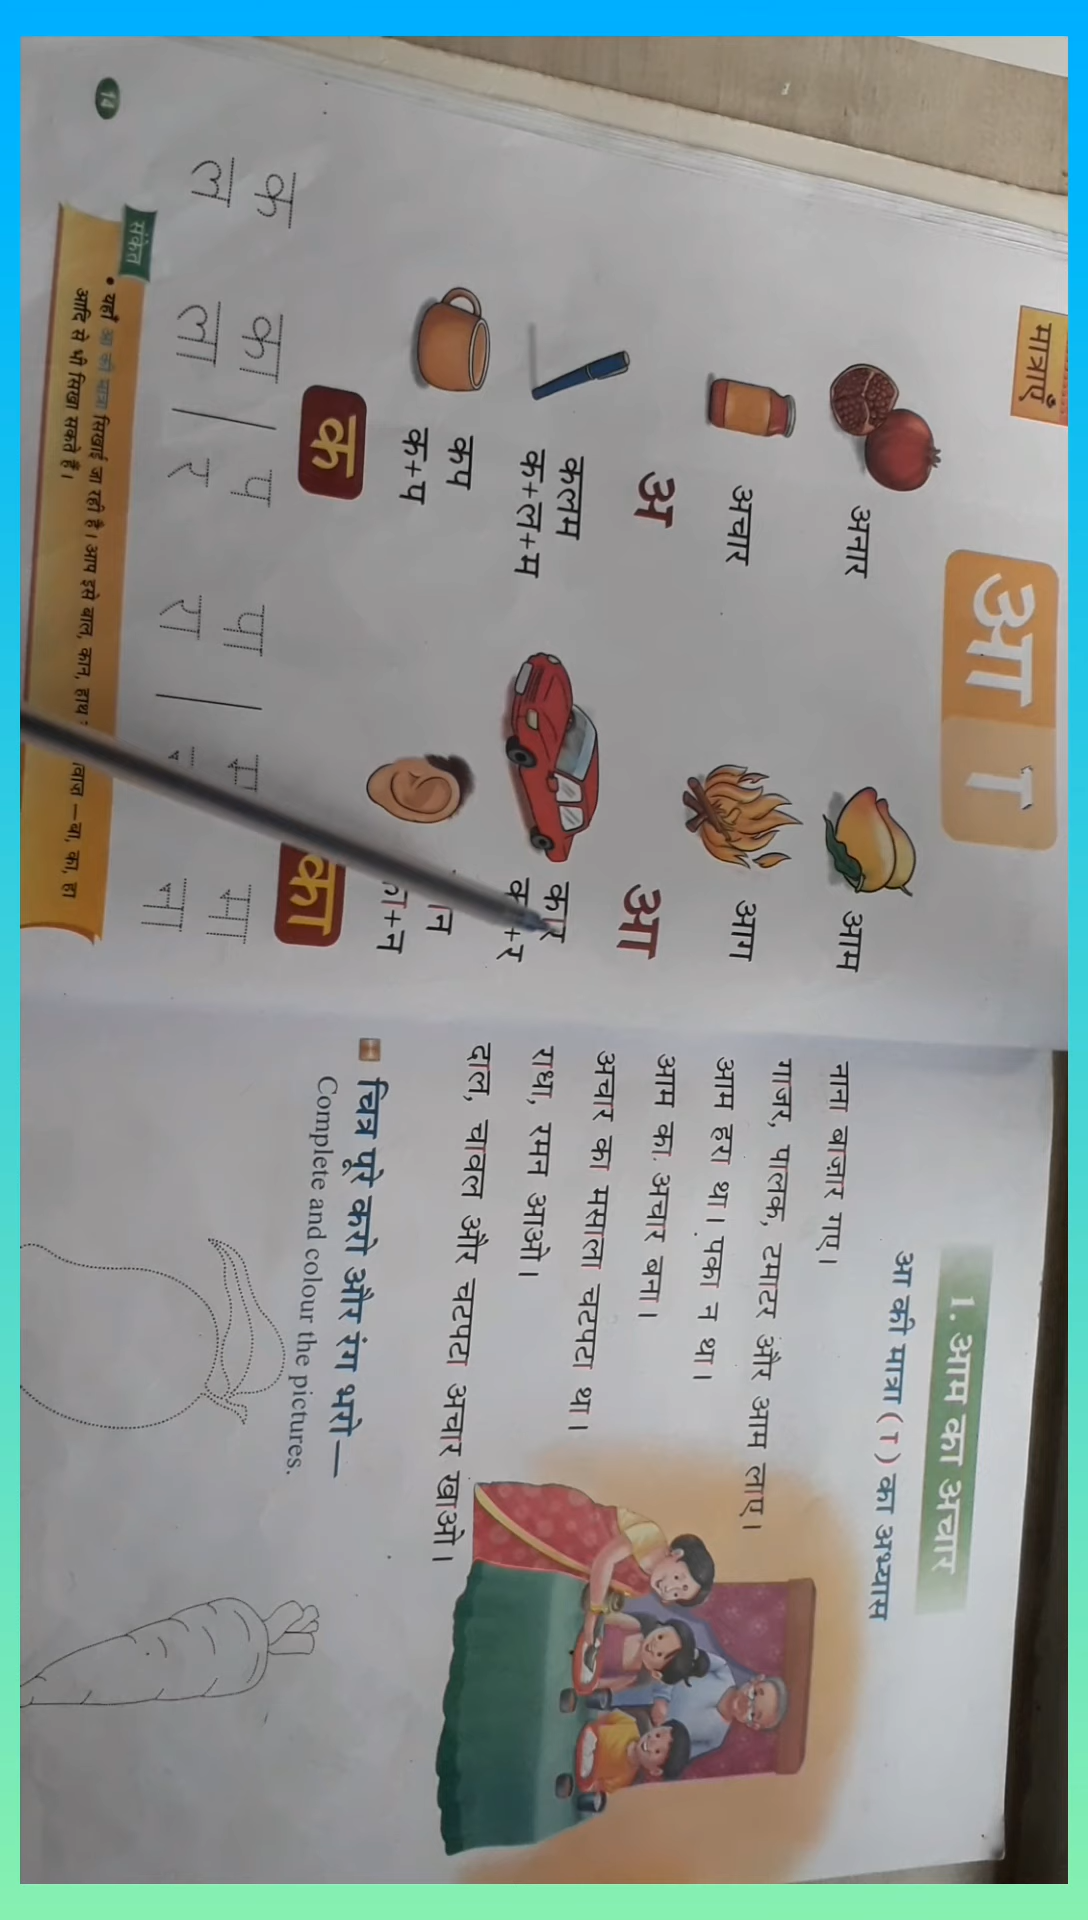 मात्राएँ
आ ा
अनार
आम
अचार
आग
अ
आ
कलम
क+ल+म
कार
कप
क+प
का+न
क
का
क का | प पा | म मा
ल ला | र रा | ना
संकेत
• यहाँ आ की मात्रा सिखाई जा रही है। आप इसे बाल, कान, हाथ
आदि से भी सिखा सकते हैं।
14
1. आम का अचार
आ की मात्रा (ा) का अभ्यास
नाना बाज़ार गए।
गाजर, पालक, टमाटर और आम लाए।
आम हरा था। पका न था।
आम का अचार बना।
अचार का मसाला चटपटा था।
राधा, रमन आओ।
दाल, चावल और चटपटा अचार खाओ।
चित्र पूरे करो और रंग भरो—
Complete and colour the pictures.